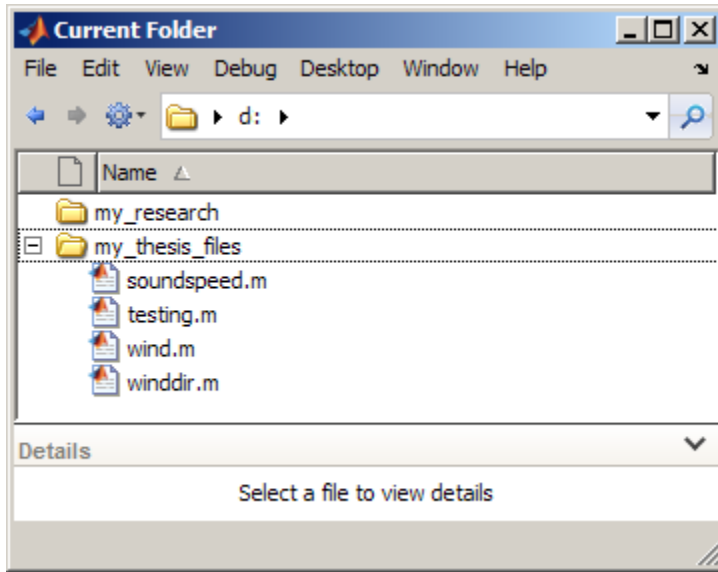 Current Folder
File Edit View Debug Desktop Window Help
d:
Name
my_research
my_thesis_files
soundspeed.m
testing.m
wind.m
winddir.m
Details
Select a file to view details